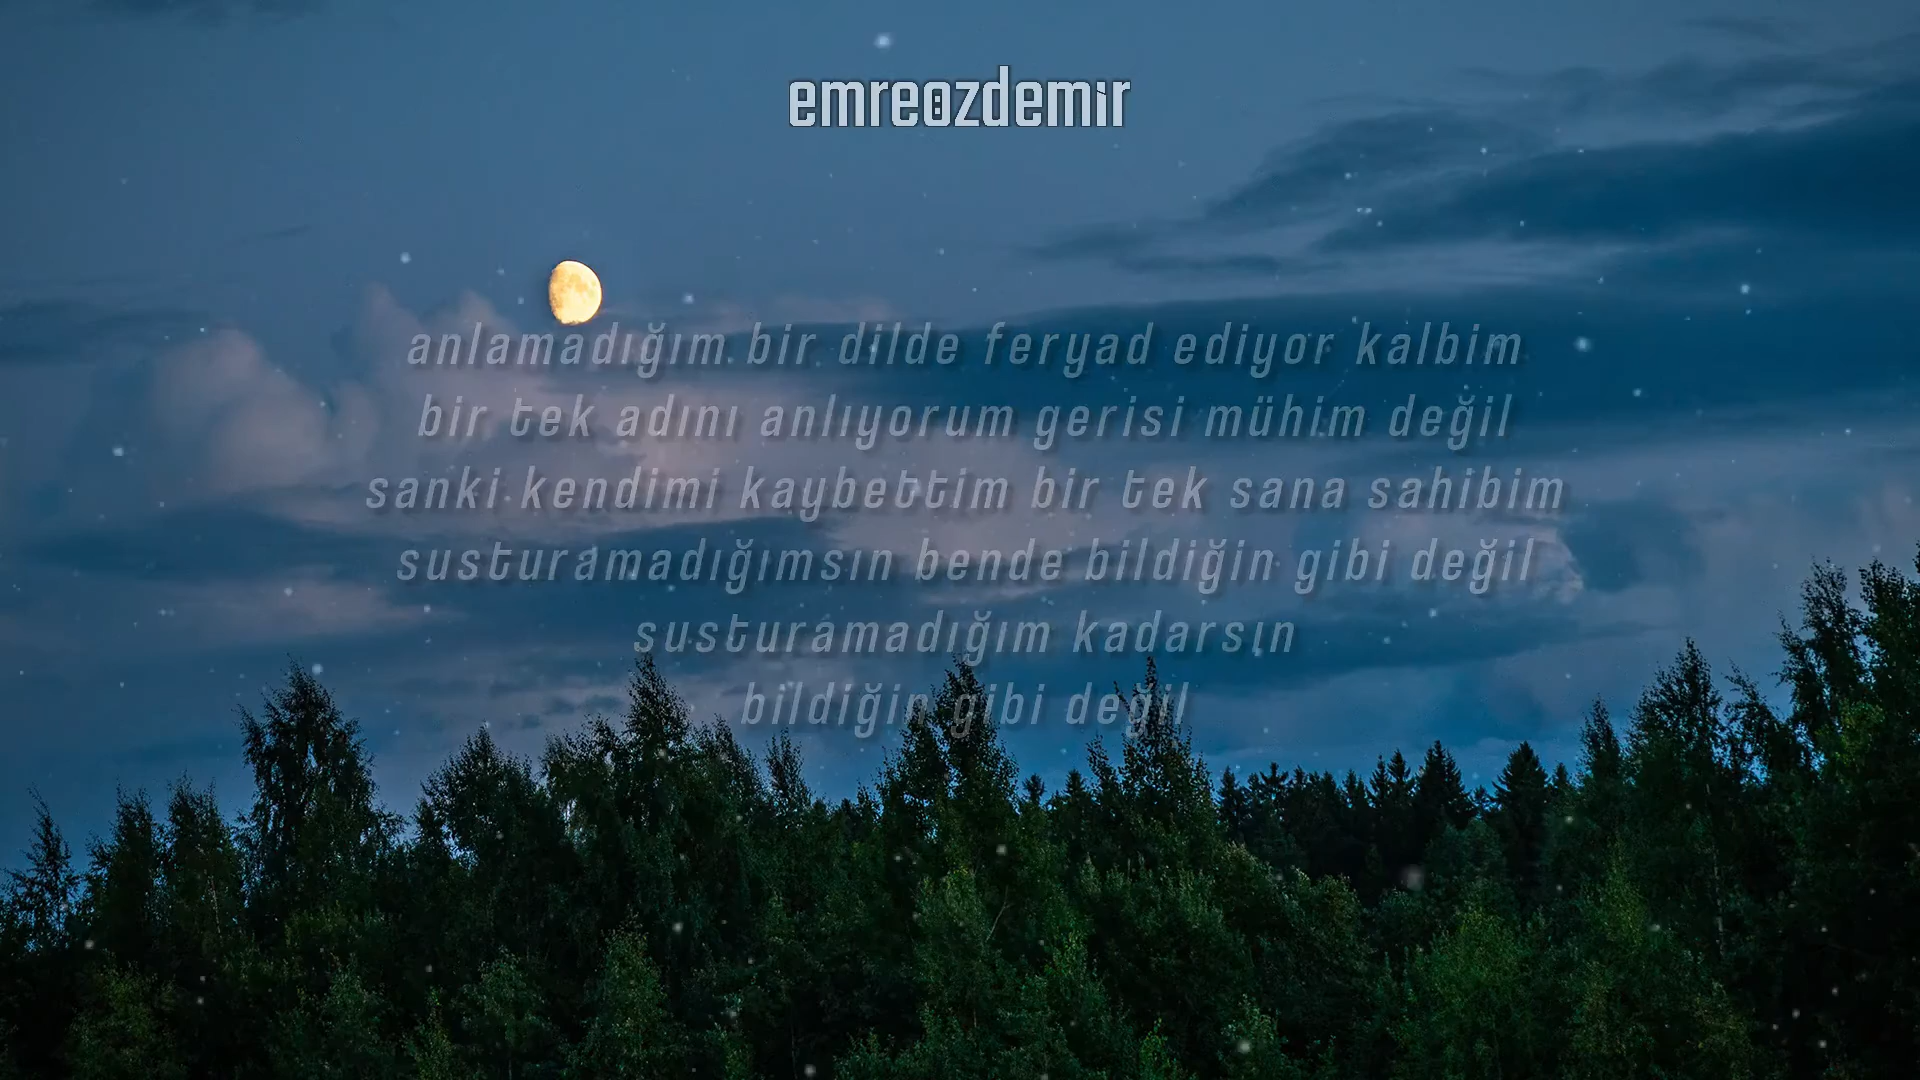 emreözdemir
anlamadığım bir dilde feryad ediyor kalbim
bir tek adını anlıyorum gerisi mühim değil
sanki kendimi kaybettim bir tek sana sahibim
susturamadığımsın bende bildiğin gibi değil
susturamadığım kadarsın
bildiğin gibi değil